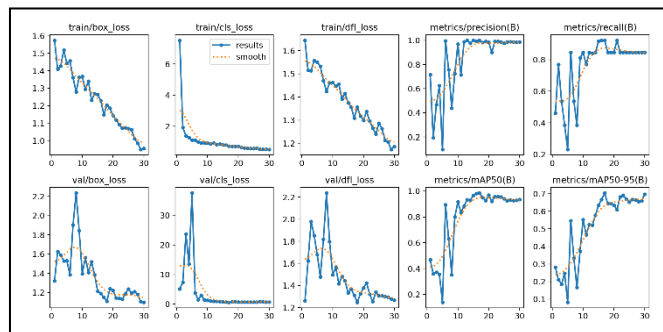 train/box_loss train/cls_loss train/dfl_loss metrics/precision(B) metrics/recall(B)
1.6 1.5 1.4 1.3 1.2 1.1 1.0
6 4 2
results
smooth
1.6 1.5 1.4 1.3 1.2
1.0 0.8 0.6 0.4 0.2
0.8 0.6 0.4 0.2
0 10 20 30 0 10 20 30 0 10 20 30 0 10 20 30 0 10 20 30
val/box_loss val/cls_loss val/dfl_loss metrics/mAP50(B) metrics/mAP50-95(B)
2.2 2.0 1.8 1.6 1.4 1.2
30 20 10 0
2.2 2.0 1.8 1.6 1.4 1.2
1.0 0.8 0.6 0.4 0.2
0.7 0.6 0.5 0.4 0.3 0.2 0.1
0 10 20 30 0 10 20 30 0 10 20 30 0 10 20 30 0 10 20 30